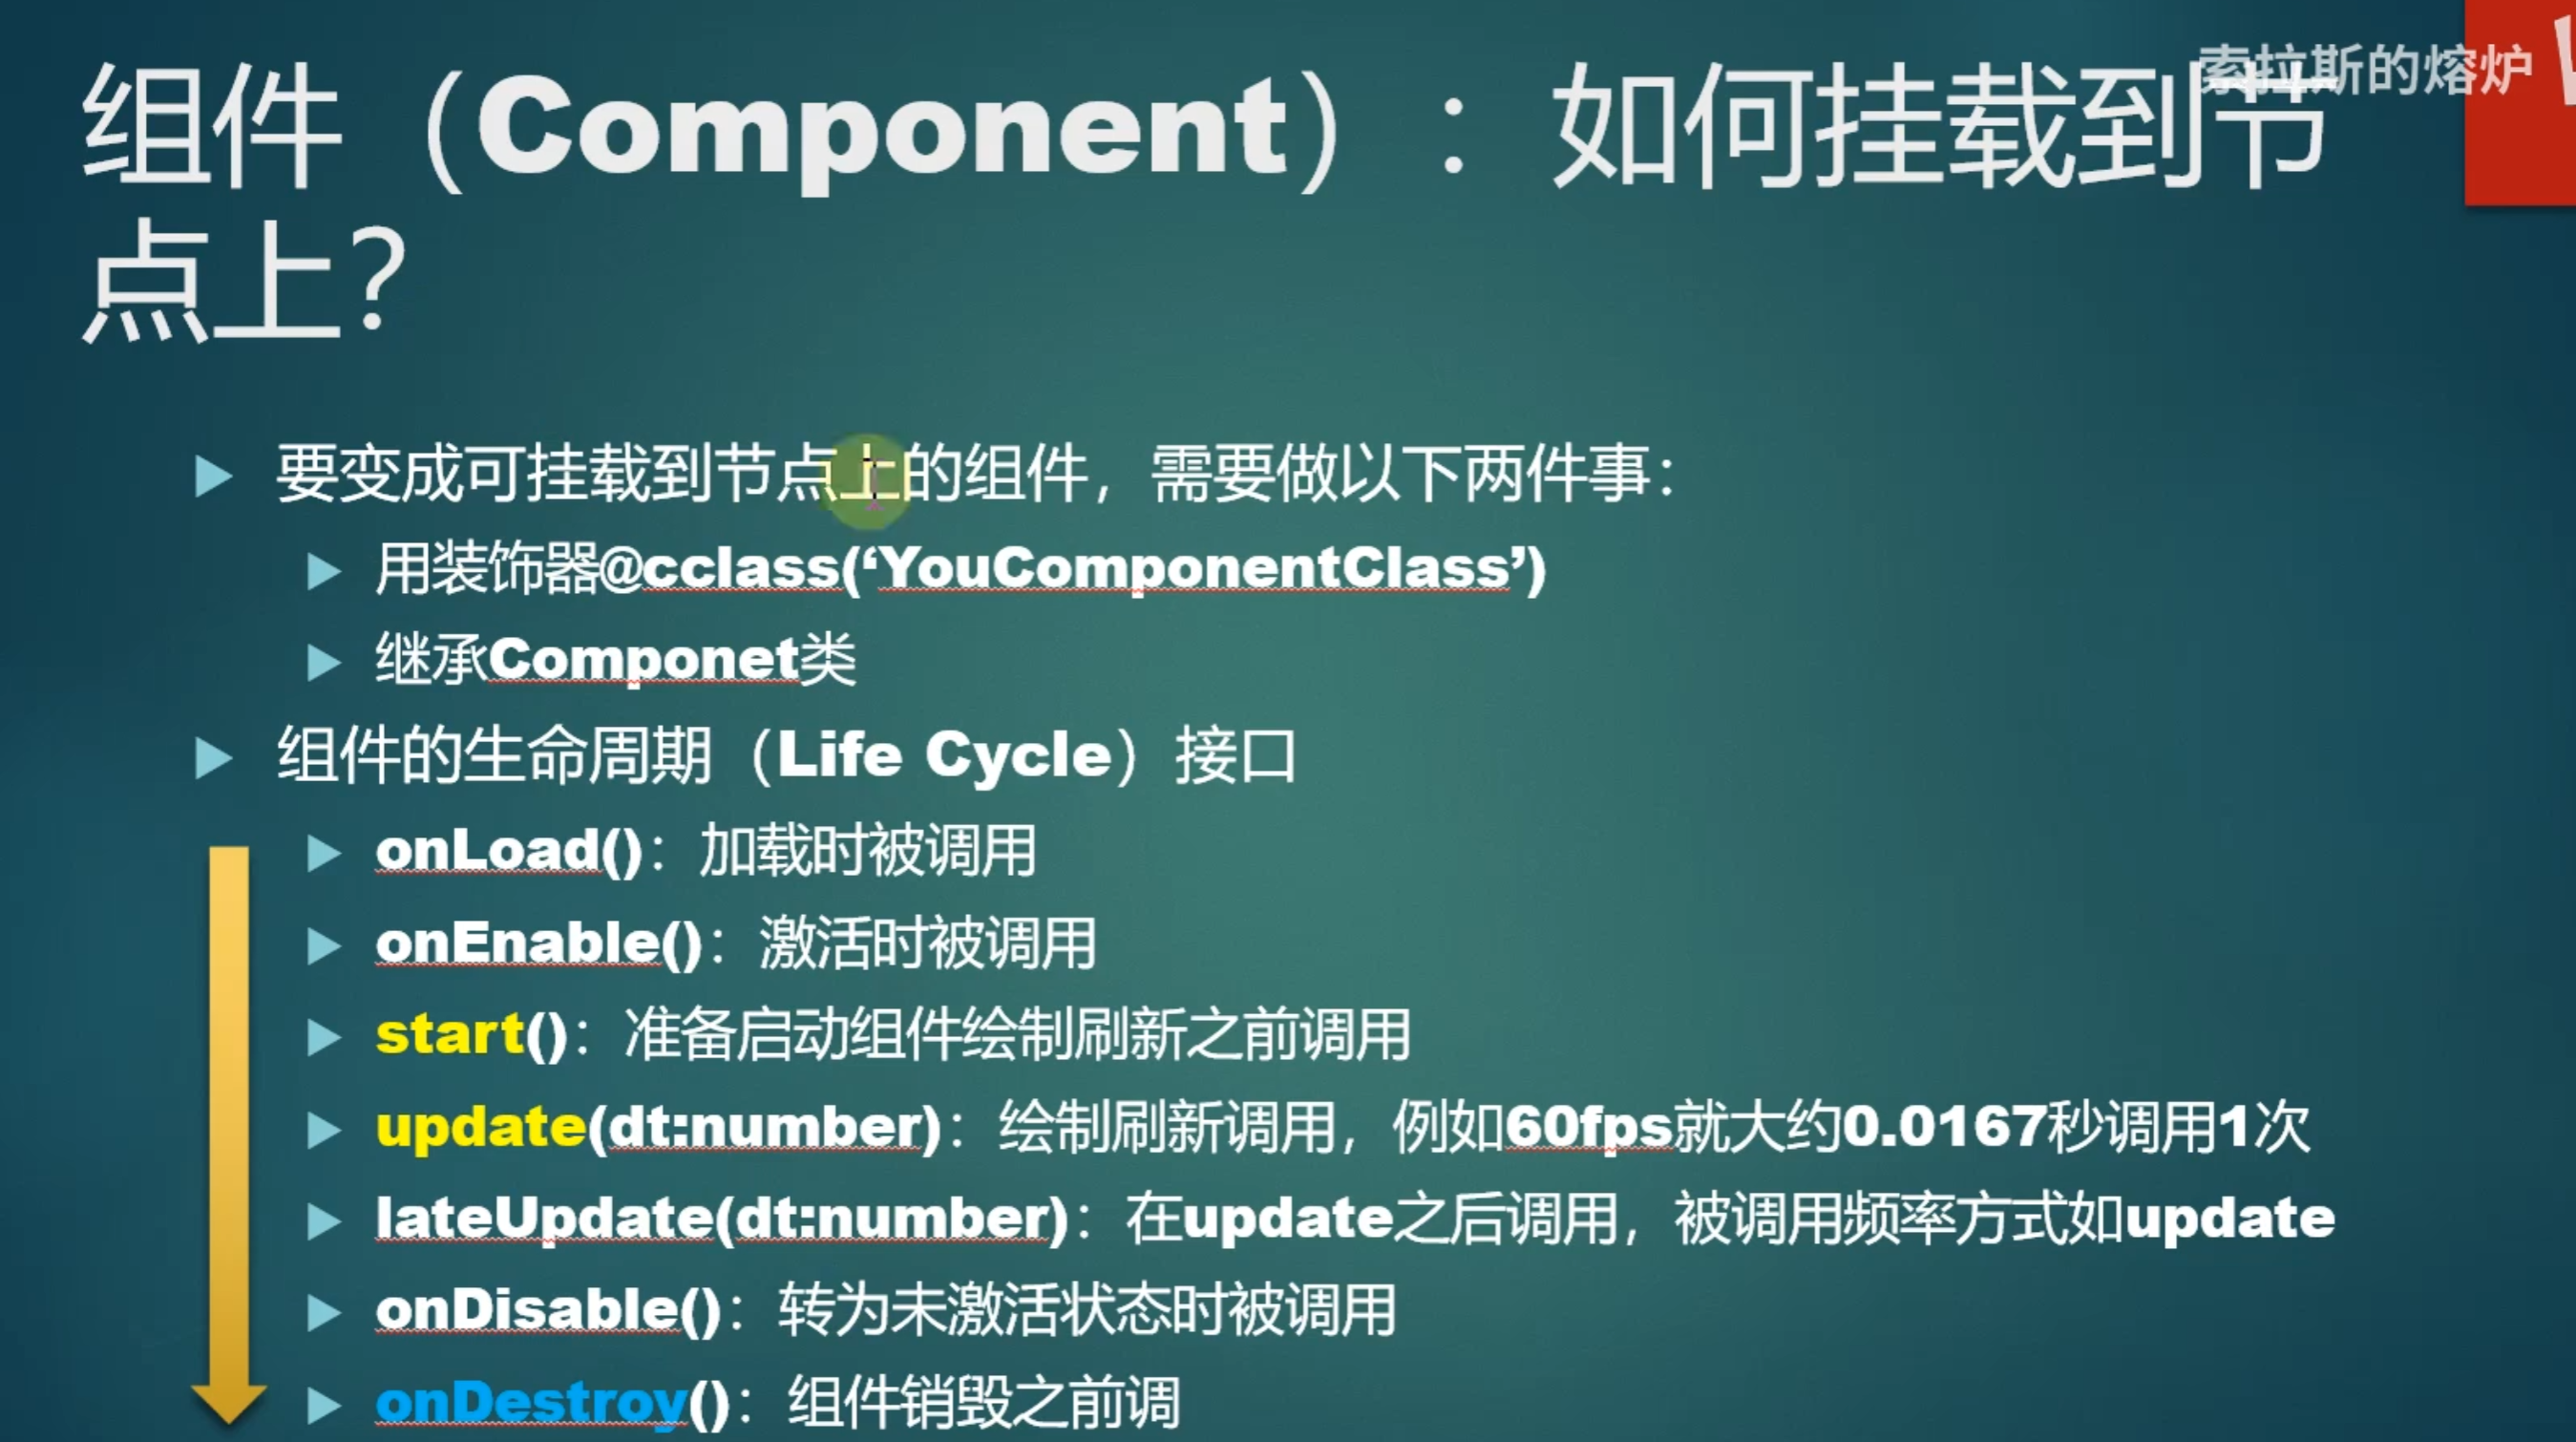 索拉斯的熔炉
组件（Component）：如何挂载到节
点上？
要变成可挂载到节点上的组件，需要做以下两件事：
用装饰器@cclass(‘YouComponentClass’)
继承Componet类
组件的生命周期（Life Cycle）接口
onLoad()：加载时被调用
onEnable()：激活时被调用
start()：准备启动组件绘制刷新之前调用
update(dt:number)：绘制刷新调用，例如60fps就大约0.0167秒调用1次
lateUpdate(dt:number)：在update之后调用，被调用频率方式如update
onDisable()：转为未激活状态时被调用
onDestroy()：组件销毁之前调